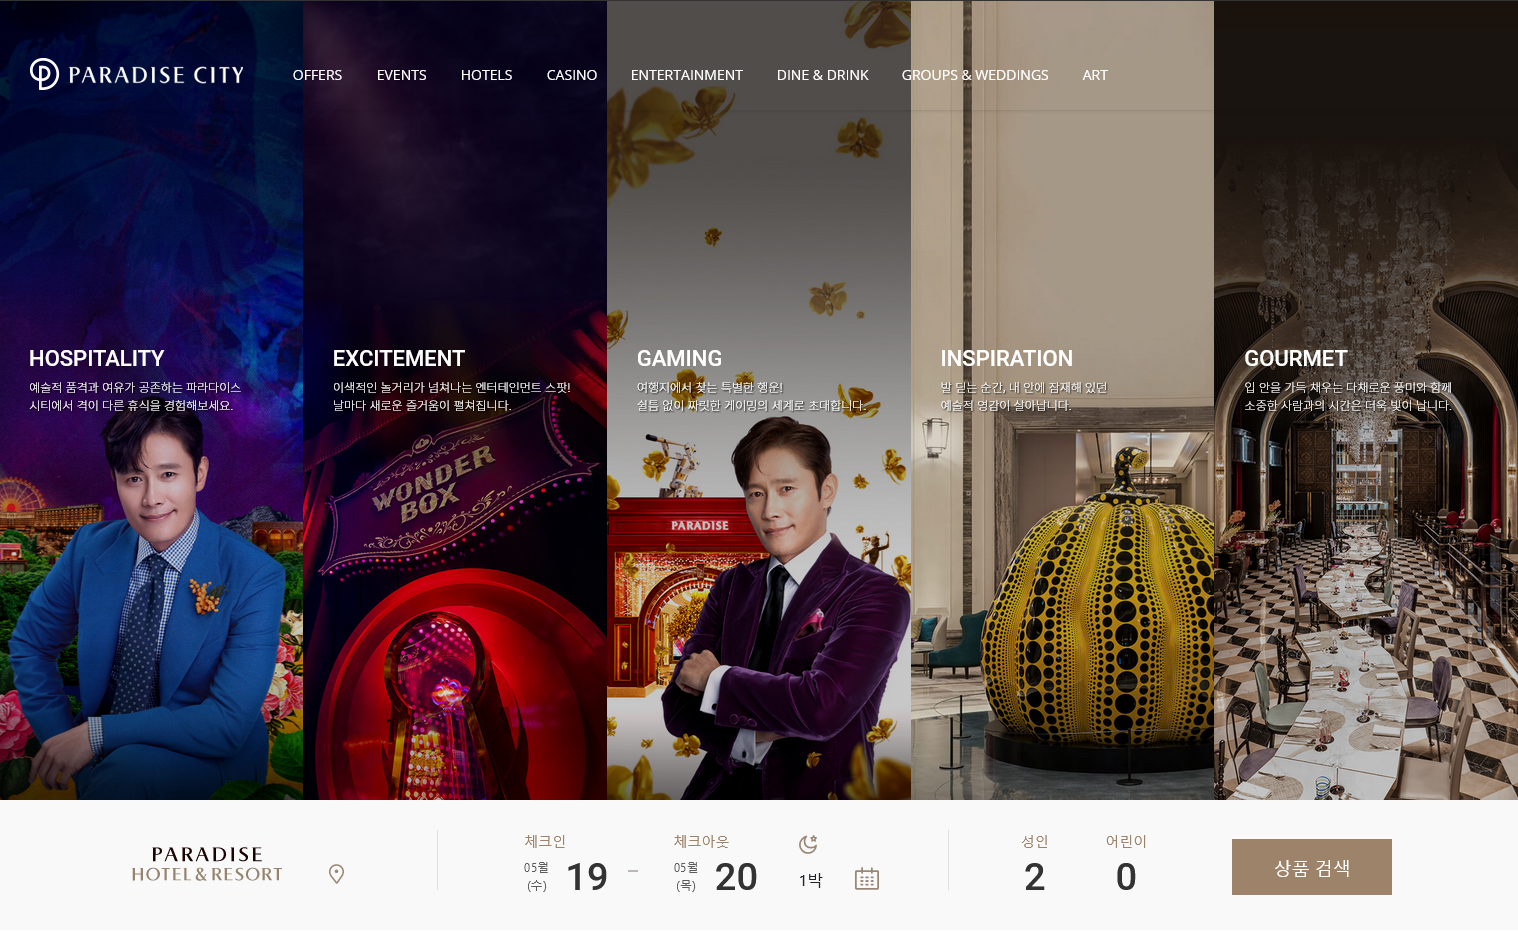 PARADISE CITY
OFFERS EVENTS HOTELS CASINO ENTERTAINMENT DINE & DRINK GROUPS & WEDDINGS ART
HOSPITALITY
예술적 품격과 여유가 공존하는 파라다이스
시티에서 격이 다른 휴식을 경험해보세요.
EXCITEMENT
이색적인 놀거리가 넘쳐나는 엔터테인먼트 스팟!
날마다 새로운 즐거움이 펼쳐집니다.
WONDER
BOX
GAMING
여행지에서 찾는 특별한 행운!
쉴틈 없이 짜릿한 게이밍의 세계로 초대합니다.
PARADISE
INSPIRATION
발 딛는 순간, 내 안에 잠재해 있던
예술적 영감이 살아납니다.
GOURMET
입 안을 가득 채우는 다채로운 풍미와 함께
소중한 사람과의 시간은 더욱 빛이 납니다.
PARADISE
HOTEL & RESORT
체크인
05월
(수)
19
–
체크아웃
05월
(목)
20
1박
성인
2
어린이
0
상품 검색